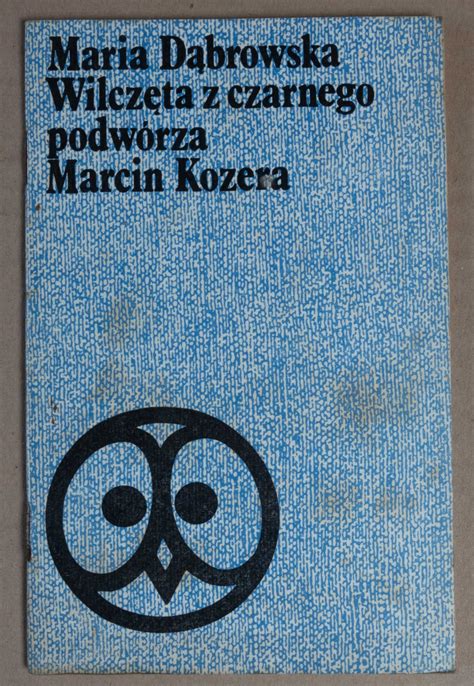 Maria Dąbrowska
Wilczęta z czarnego
podwórza
Marcin Kozera